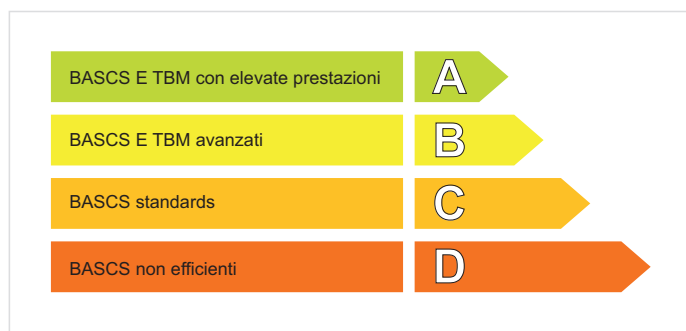 BASCS E TBM con elevate prestazioni A
BASCS E TBM avanzati B
BASCS standards C
BASCS non efficienti D